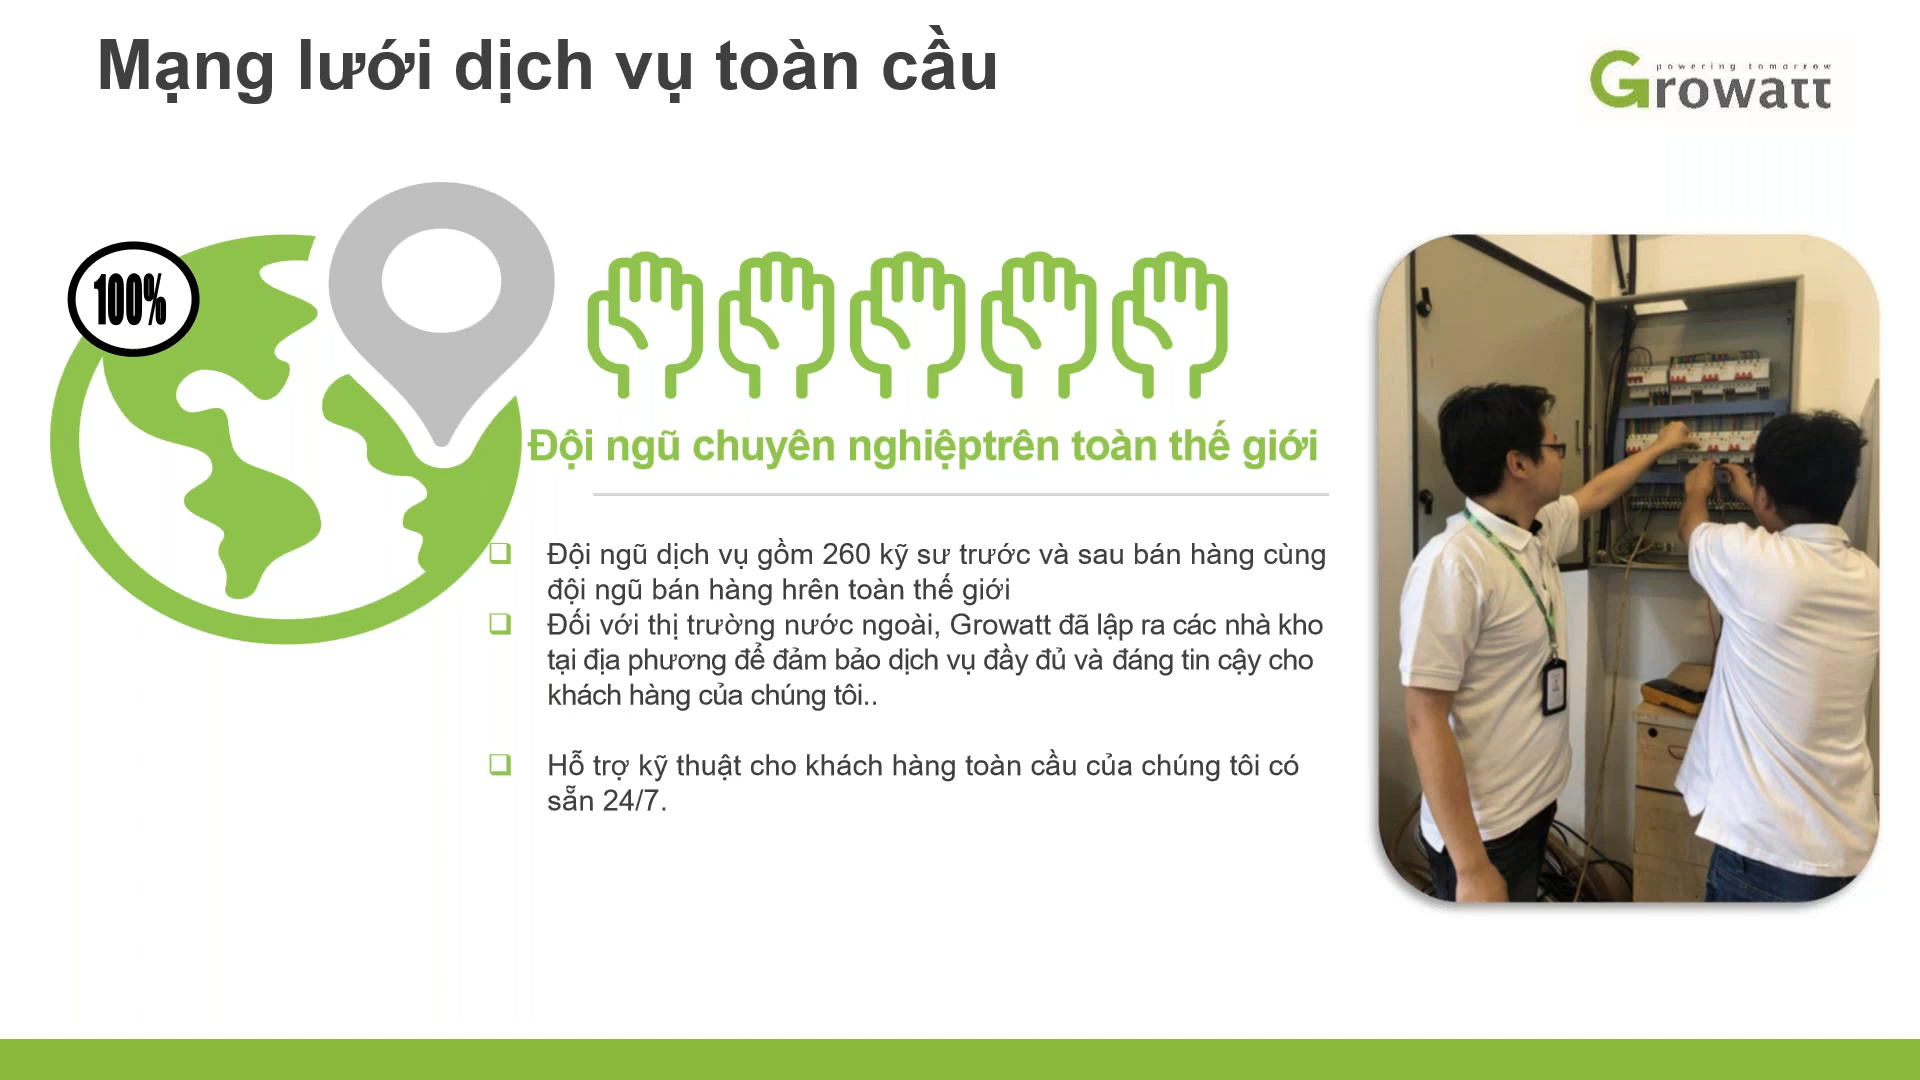 Mạng lưới dịch vụ toàn cầu
powering tomorrow
Growatt
100%
Đội ngũ chuyên nghiệptrên toàn thế giới
Đội ngũ dịch vụ gồm 260 kỹ sư trước và sau bán hàng cùng
đội ngũ bán hàng hrên toàn thế giới
Đối với thị trường nước ngoài, Growatt đã lập ra các nhà kho
tại địa phương để đảm bảo dịch vụ đầy đủ và đáng tin cậy cho
khách hàng của chúng tôi..
Hỗ trợ kỹ thuật cho khách hàng toàn cầu của chúng tôi có
sẵn 24/7.